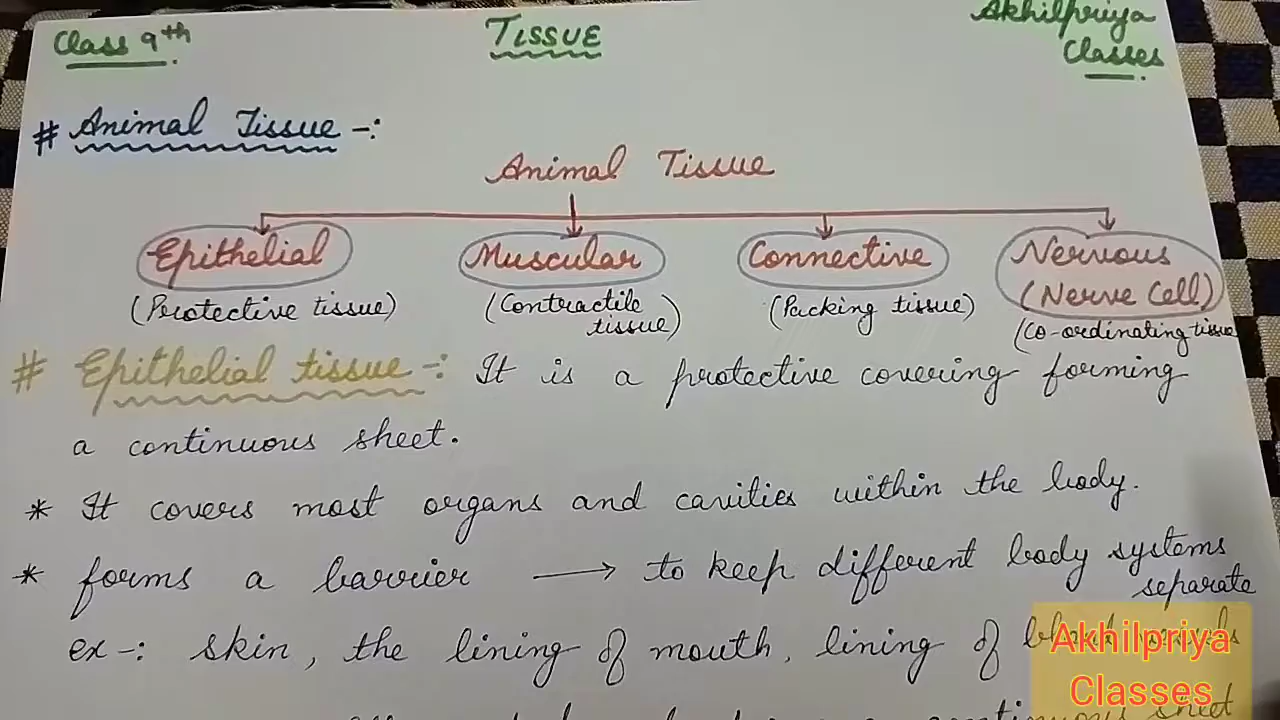 Class 9th
TISSUE
Akhilpriya
Classes
# Animal Tissue -:
Animal Tissue
Epithelial
(Protective tissue)
Muscular
(Contractile
tissue)
Connective
(Packing tissue)
Nervous
(Nerve Cell)
(Co-ordinating tissue
# Epithelial tissue -: It is a protective covering forming
a continuous sheet.
* It covers most organs and cavities within the body.
* forms a barrier → to keep different body systems
separate
ex -: skin, the lining of mouth, lining of
continuous sheet
Akhilpriya
Classes